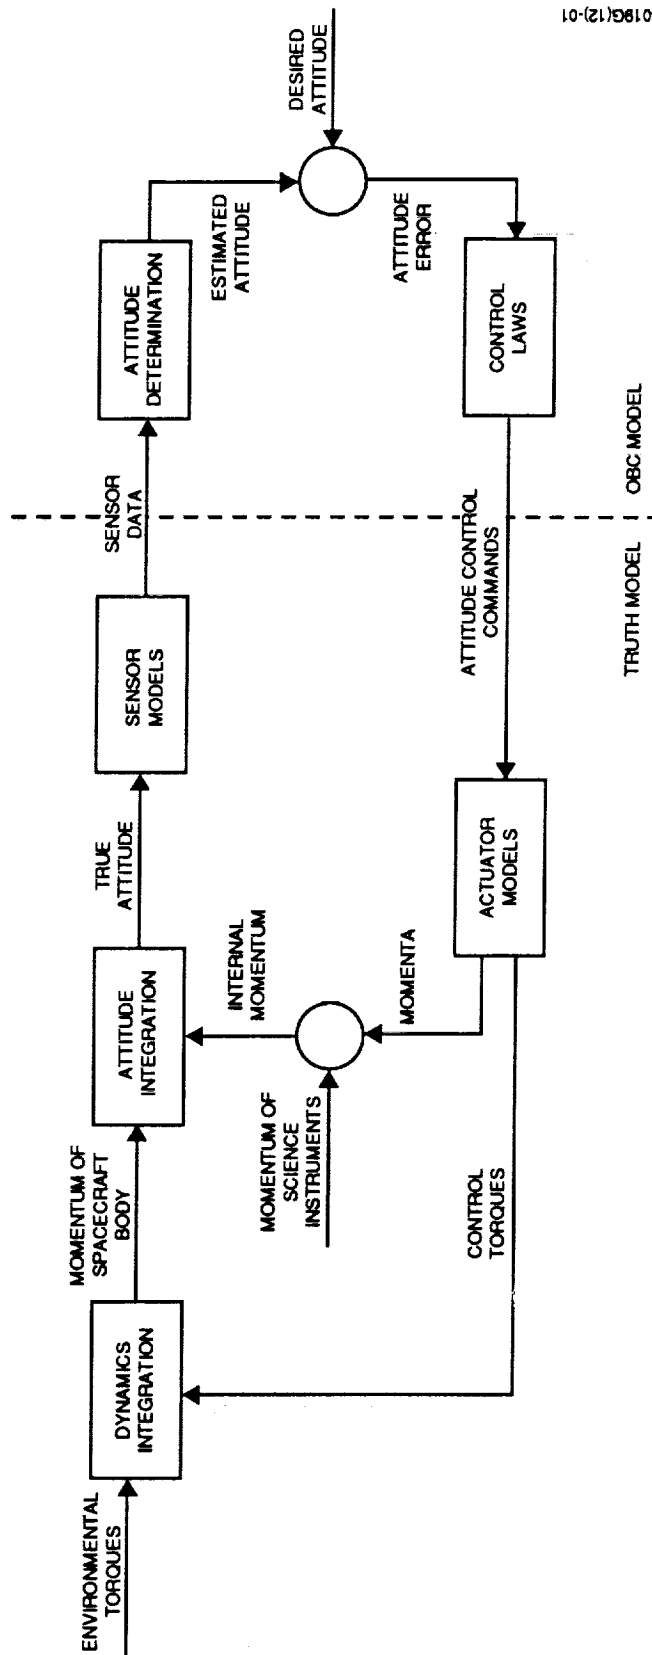 ENVIRONMENTAL
TORQUES
DYNAMICS
INTEGRATION
MOMENTUM OF
SPACECRAFT
BODY
ATTITUDE
INTEGRATION
TRUE
ATTITUDE
SENSOR
MODELS
SENSOR
DATA
ATTITUDE
DETERMINATION
ESTIMATED
ATTITUDE
DESIRED
ATTITUDE
INTERNAL
MOMENTUM
MOMENTUM OF
SCIENCE
INSTRUMENTS
MOMENTA
ATTITUDE
ERROR
CONTROL
TORQUES
ACTUATOR
MODELS
ATTITUDE CONTROL
COMMANDS
CONTROL
LAWS
TRUTH MODEL
OBC MODEL
019G(12)-01